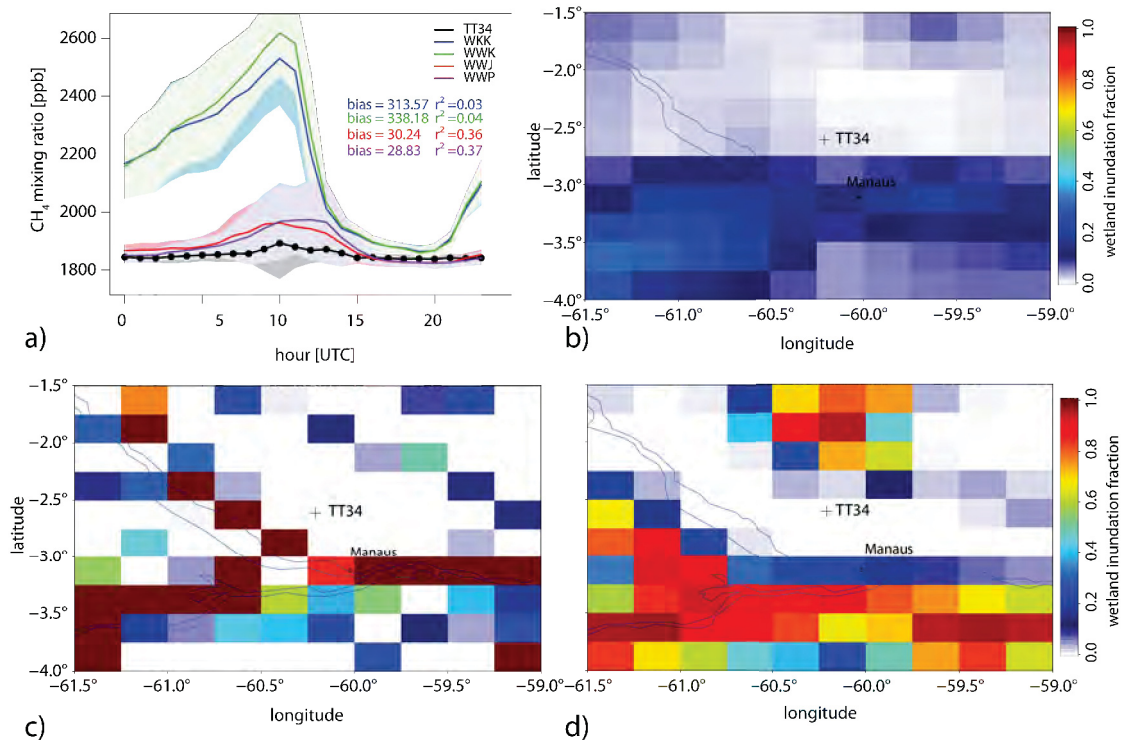 CH4 mixing ratio [ppb]
2600
2400
2200
2000
1800
0
5
10
15
20
hour [UTC]
TT34
WKK
WWK
WWJ
WWP
bias = 313.57 r2 =0.03
bias = 338.18 r2 =0.04
bias = 30.24 r2 =0.36
bias = 28.83 r2 =0.37
a)
latitude
−1.5°
−2.0°
−2.5°
−3.0°
−3.5°
−4.0°
TT34
Manaus
−61.5°
−61.0°
−60.5°
−60.0°
−59.5°
−59.0°
longitude
1.0
0.8
0.6
0.4
0.2
0.0
wetland inundation fraction
b)
latitude
−1.5°
−2.0°
−2.5°
−3.0°
−3.5°
−4.0°
TT34
Manaus
−61.5°
−61.0°
−60.5°
−60.0°
−59.5°
−59.0°
longitude
c)
TT34
Manaus
−61.5°
−61.0°
−60.5°
−60.0°
−59.5°
−59.0°
longitude
1.0
0.8
0.6
0.4
0.2
0.0
wetland inundation fraction
d)